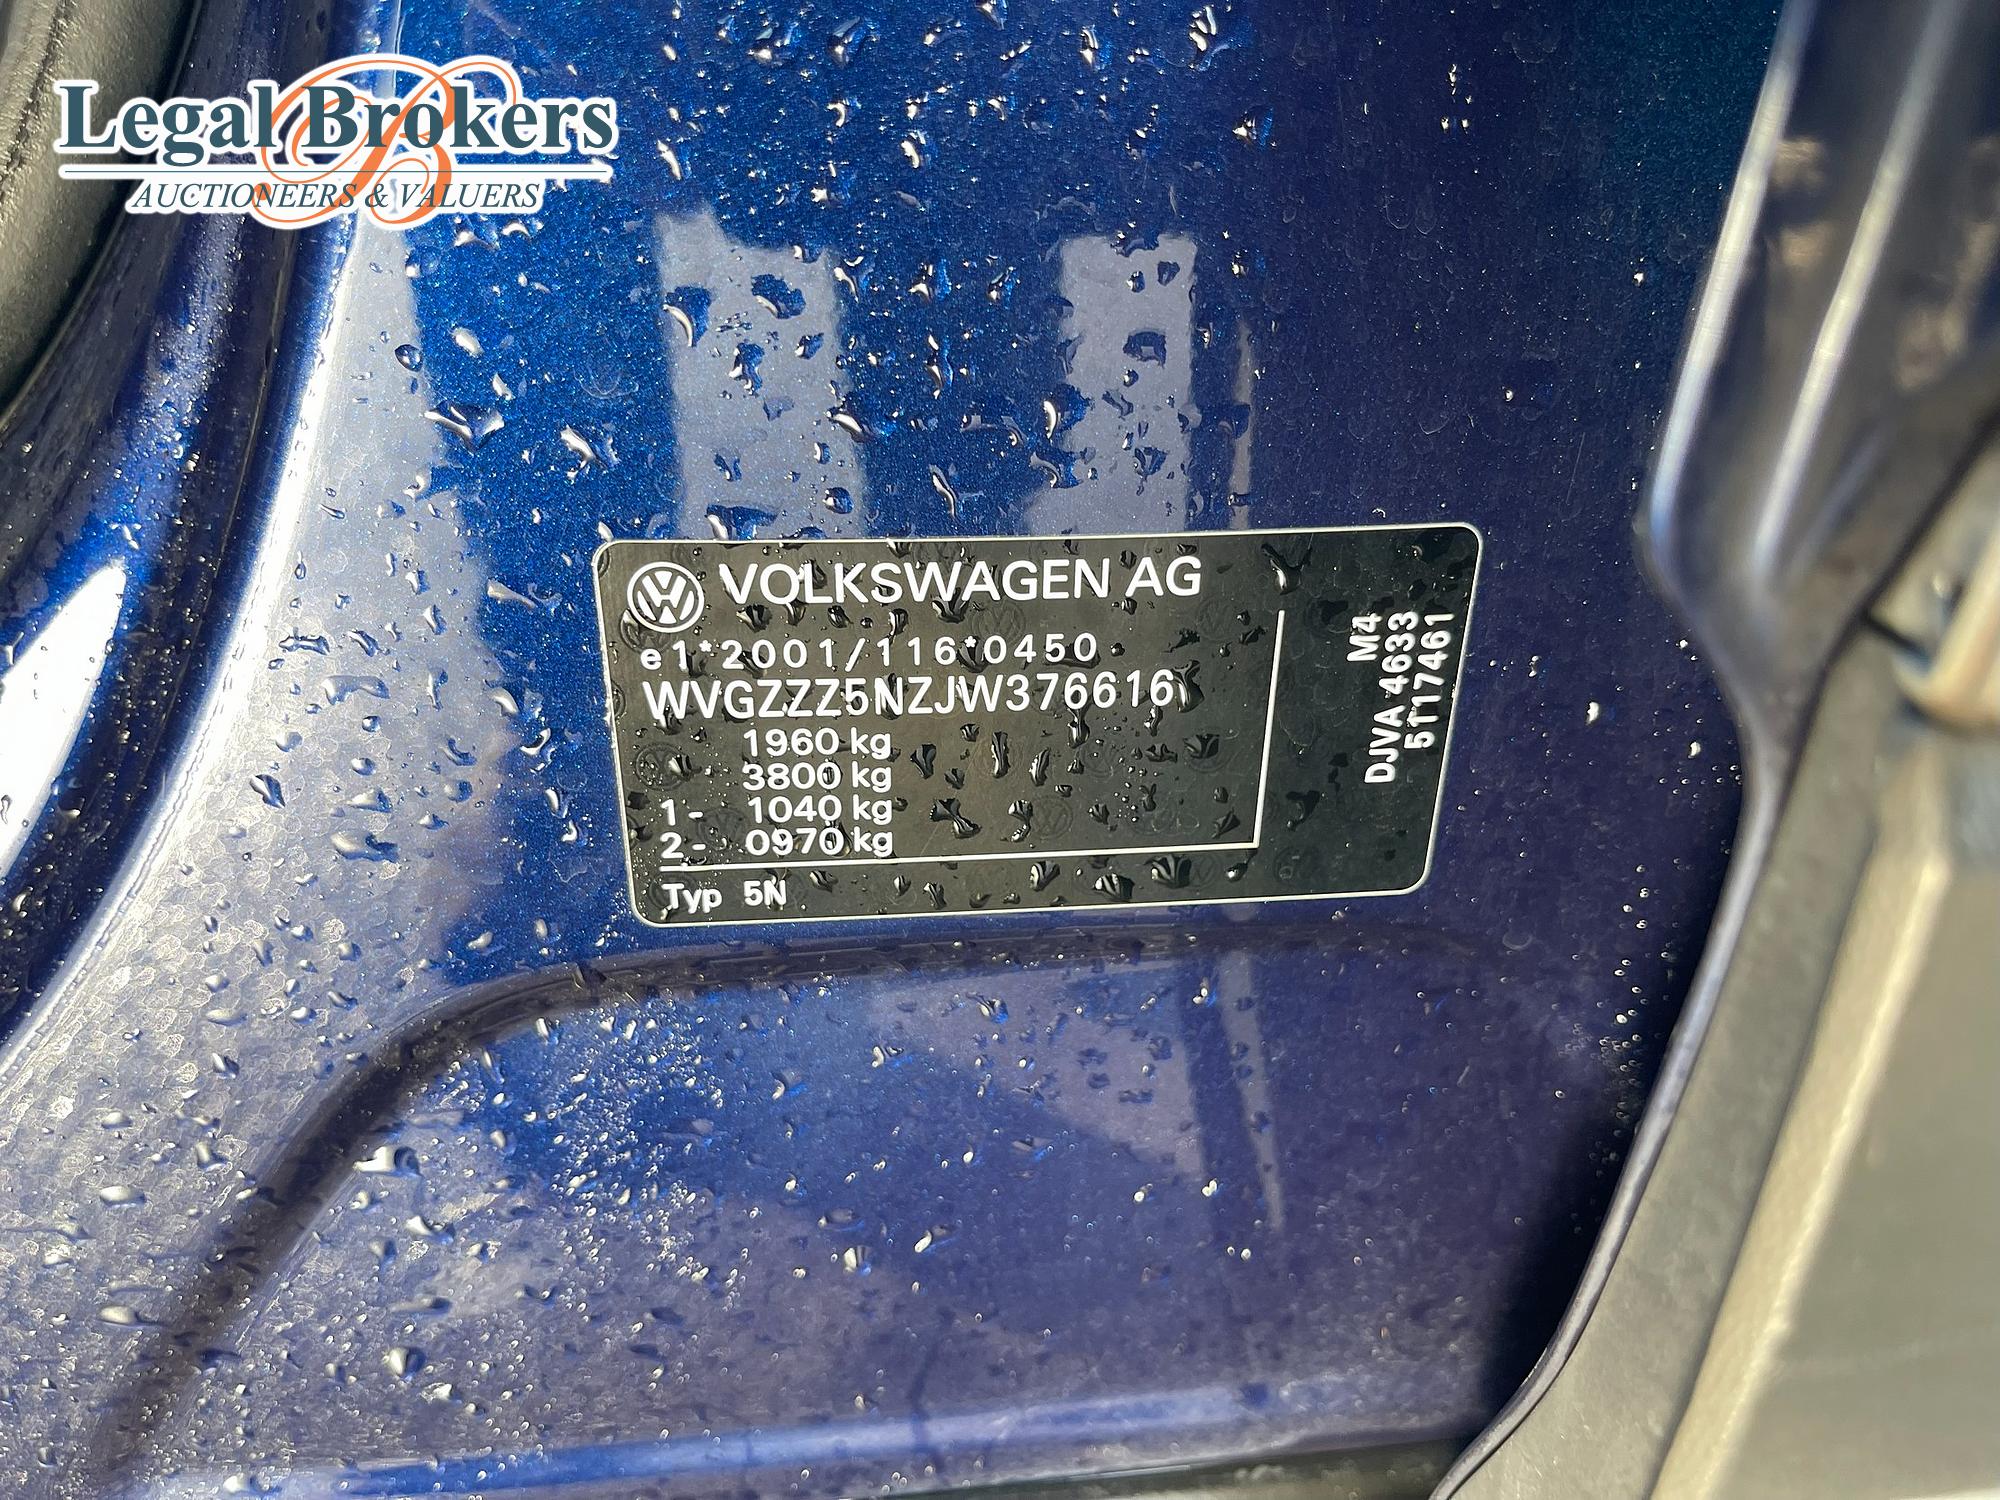 Legal Brokers
AUCTIONEERS & VALUERS
VOLKSWAGEN AG
e1*2001/116*0450
WVGZZZ5NZJW376616
1960 kg
3800 kg
1- 1040 kg
2- 0970 kg
Typ 5N
M4
DJVA 4633
5T17461